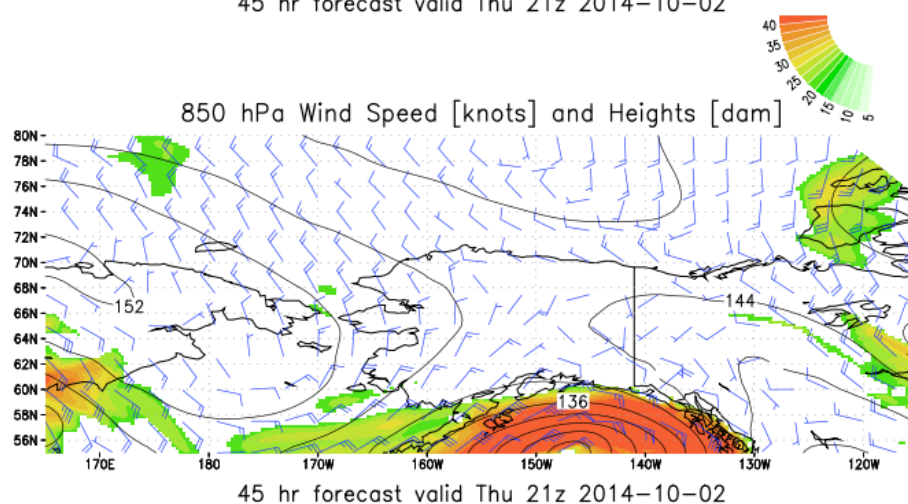 45 hr forecast valid Thu 21z 2014-10-02
40
35
30
25
20
15
10
5
850 hPa Wind Speed [knots] and Heights [dam]
80N
78N
76N
74N
72N
70N
68N
66N
64N
62N
60N
58N
56N
152
144
136
170E 180 170W 160W 150W 140W 130W 120W
45 hr forecast valid Thu 21z 2014-10-02